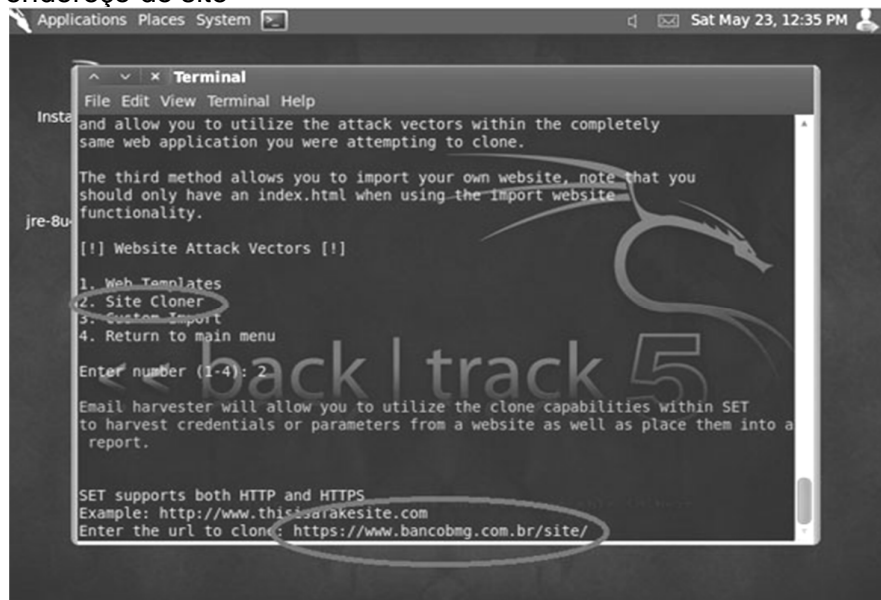 endereço do site
Applications Places System
Sat May 23, 12:35 PM
Terminal
File Edit View Terminal Help
Insta
and allow you to utilize the attack vectors within the completely
same web application you were attempting to clone.
The third method allows you to import your own website, note that you
should only have an index.html when using the import website
functionality.
jre-8u
[!] Website Attack Vectors [!]
1. Web Templates
2. Site Cloner
3. Custom Import
4. Return to main menu
<< back | track 5
Enter number (1-4): 2
Email harvester will allow you to utilize the clone capabilities within SET
to harvest credentials or parameters from a website as well as place them into a
report.
SET supports both HTTP and HTTPS
Example: http://www.thisisafakesite.com
Enter the url to clone: https://www.bancobmg.com.br/site/